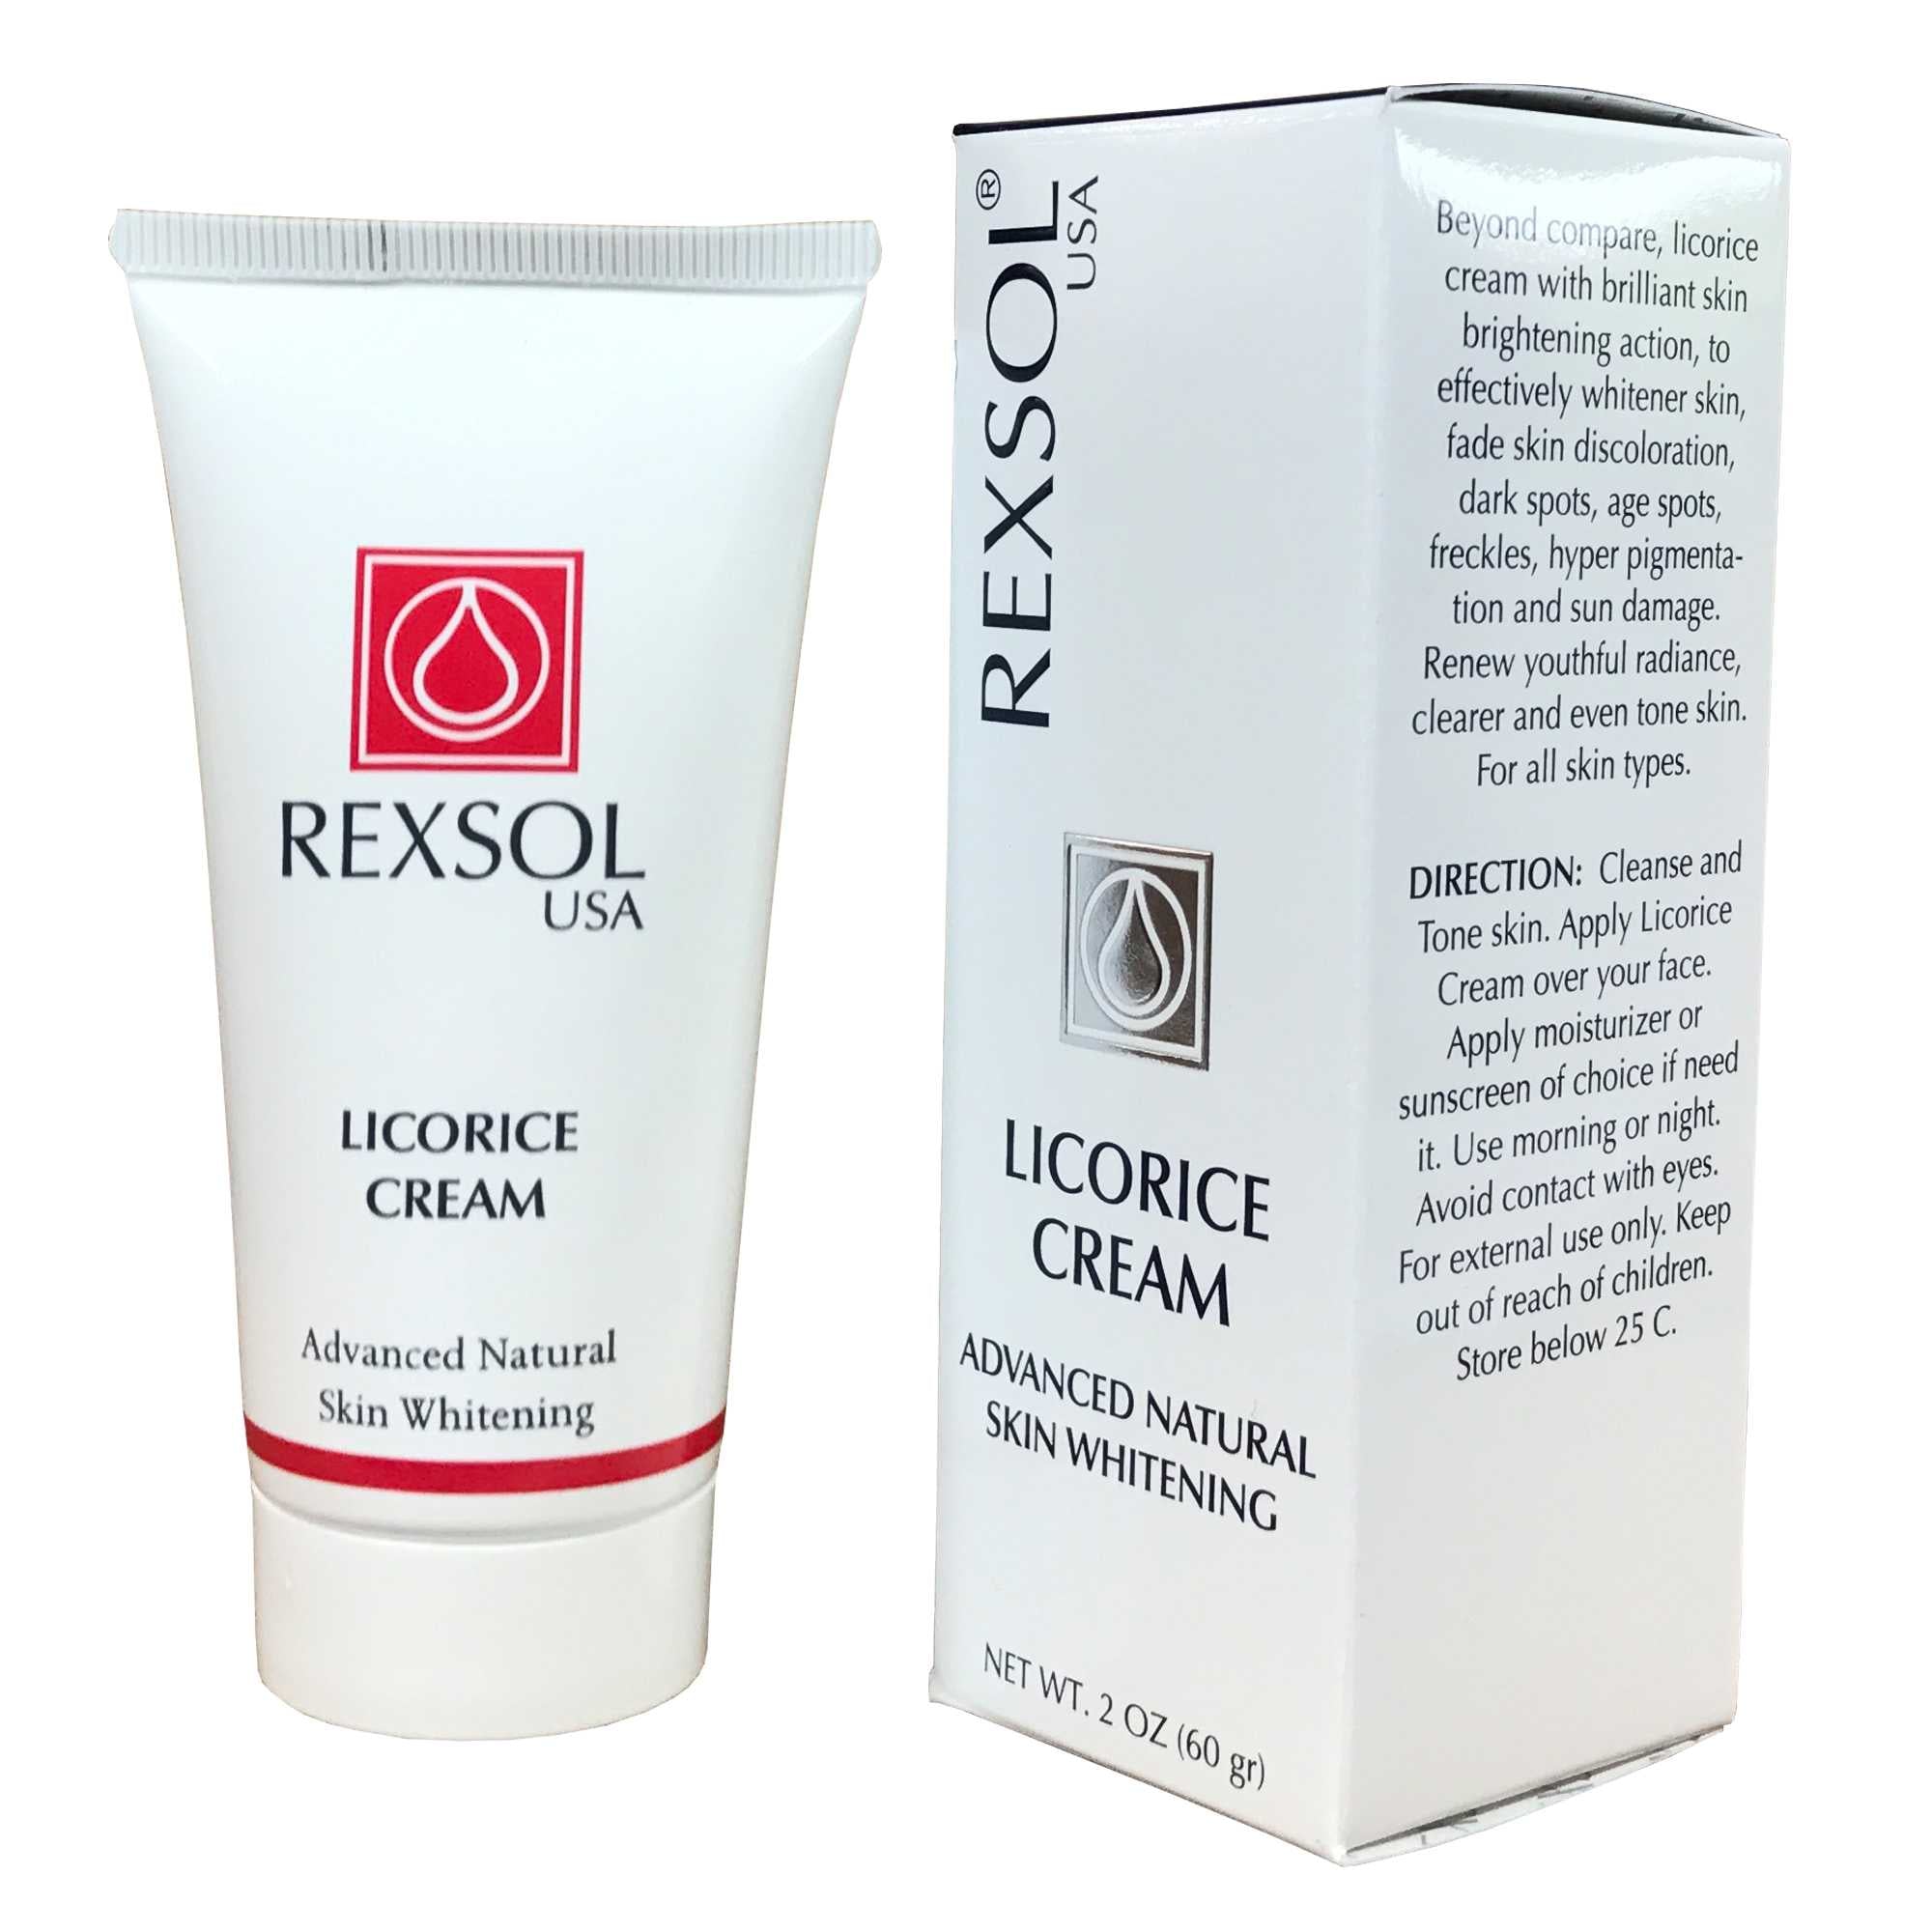 REXSOL
USA
LICORICE
CREAM
Advanced Natural
Skin Whitening
REXSOL®
USA
LICORICE
CREAM
ADVANCED NATURAL
SKIN WHITENING
NET WT. 2 OZ (60 gr)
Beyond compare, licorice
cream with brilliant skin
brightening action, to
effectively whitener skin,
fade skin discoloration,
dark spots, age spots,
freckles, hyper pigmenta-
tion and sun damage.
Renew youthful radiance,
clearer and even tone skin.
For all skin types.
DIRECTION: Cleanse and
Tone skin. Apply Licorice
Cream over your face.
Apply moisturizer or
sunscreen of choice if need
it. Use morning or night.
Avoid contact with eyes.
For external use only. Keep
out of reach of children.
Store below 25 C.